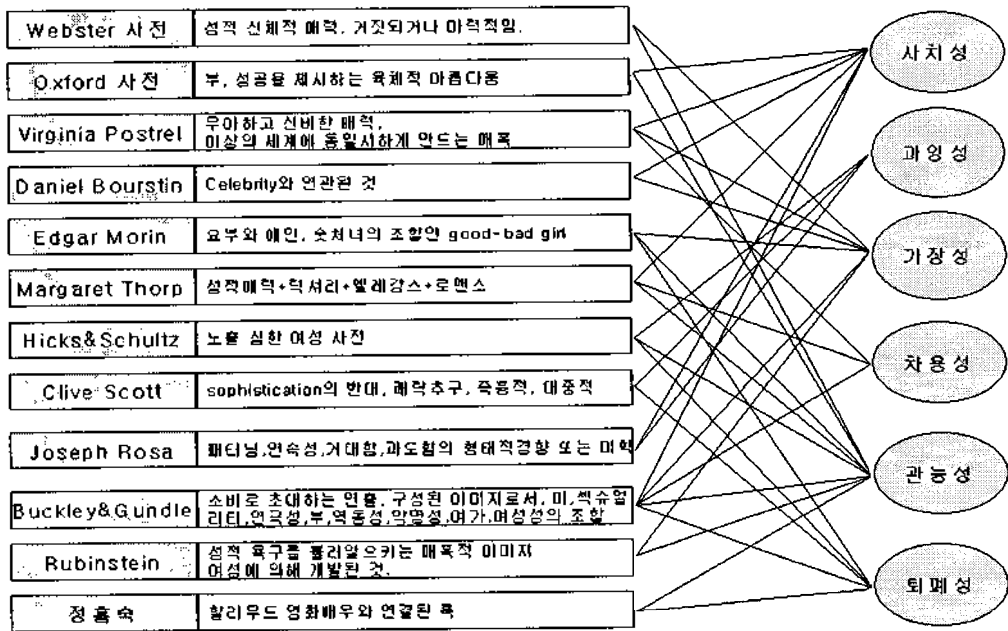 Webster 사전 성적 신체적 매력. 거짓되거나 마력적임.
Oxford 사전 부, 성공을 제시하는 육체적 아름다움
Virginia Postrel 우아하고 신비한 매력,
이상의 세계에 동일시하게 만드는 매혹
Daniel Bourstin Celebrity와 연관된 것
Edgar Morin 요부와 애인, 숫처녀의 조합인 good-bad girl
Margaret Thorp 성적매력+럭셔리+엘레강스+로맨스
Hicks&Schultz 노출 심한 여성 사진
Clive Scott sophistication의 반대, 쾌락추구, 즉흥적, 대중적
Joseph Rosa 패터닝,연속성,거대함,과도함의 형태적경향 또는 미학
Buckley&Gundle 소비로 초대하는 연출, 구성된 이미지로서, 미,섹슈얼
리티,연극성,부,역동성,악명성,여가,여성성의 조합
Rubinstein 성적 욕구를 불러일으키는 매혹적 이미지
여성에 의해 개발된 것.
정흥숙 할리우드 영화배우와 연결된 룩
사치성
과잉성
가장성
차용성
관능성
퇴폐성